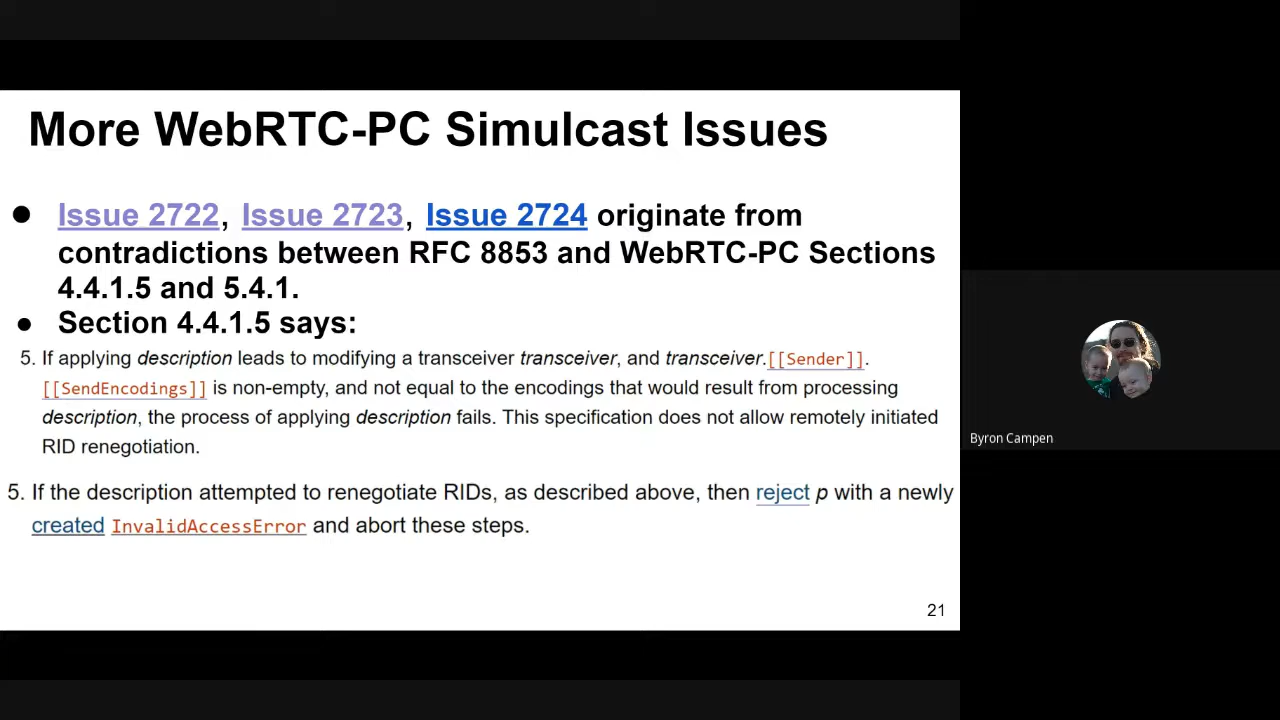 More WebRTC-PC Simulcast Issues
● Issue 2722, Issue 2723, Issue 2724 originate from
contradictions between RFC 8853 and WebRTC-PC Sections
4.4.1.5 and 5.4.1.
● Section 4.4.1.5 says:
5. If applying description leads to modifying a transceiver transceiver, and transceiver.[[Sender]].
[[SendEncodings]] is non-empty, and not equal to the encodings that would result from processing
description, the process of applying description fails. This specification does not allow remotely initiated
RID renegotiation.
5. If the description attempted to renegotiate RIDs, as described above, then reject p with a newly
created InvalidAccessError and abort these steps.
21
Byron Campen